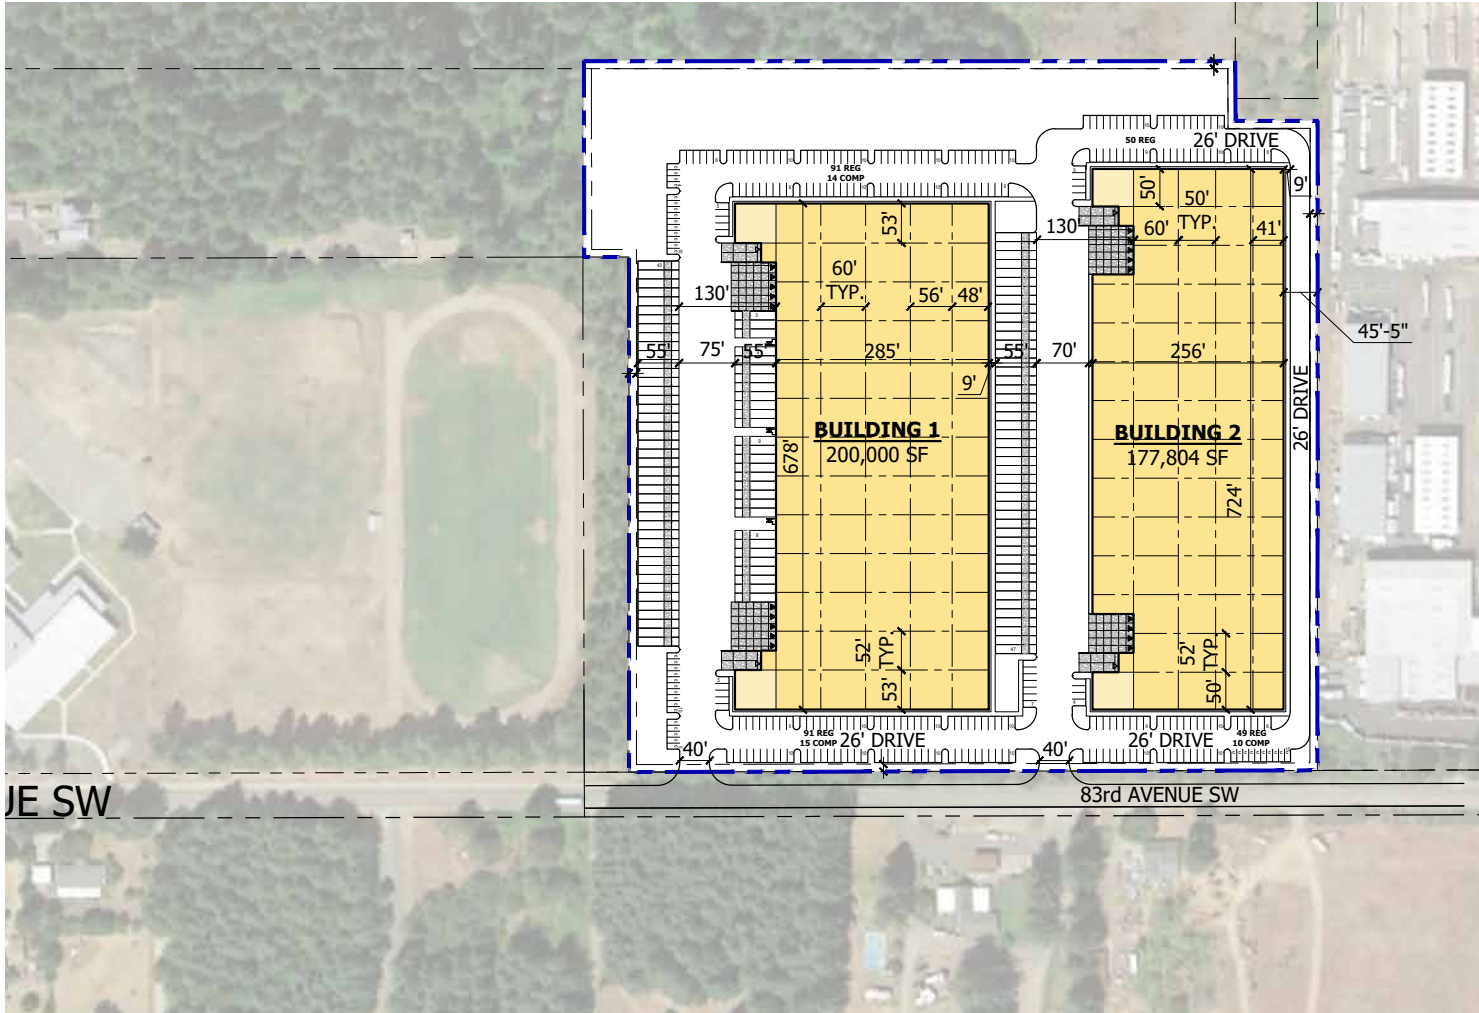 50 REG
26' DRIVE
91 REG
14 COMP
50'
9'
50'
TYP.
53'
130'
60'
41'
60'
TYP.
130'
56'
48'
45'-5"
55'
75'
55'
285'
55'
70'
256'
9'
26' DRIVE
BUILDING 1
200,000 SF
678'
BUILDING 2
177,804 SF
724'
52'
TYP.
52'
TYP.
53'
50'
91 REG
15 COMP
26' DRIVE
40'
40'
26' DRIVE
49 REG
10 COMP
UE SW
83rd AVENUE SW